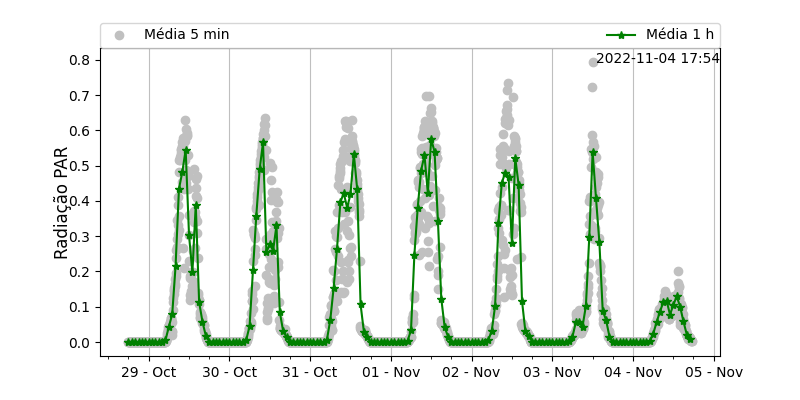 Média 5 min
Média 1 h
2022-11-04 17:54
Radiação PAR
0.8
0.7
0.6
0.5
0.4
0.3
0.2
0.1
0.0
29 - Oct
30 - Oct
31 - Oct
01 - Nov
02 - Nov
03 - Nov
04 - Nov
05 - Nov